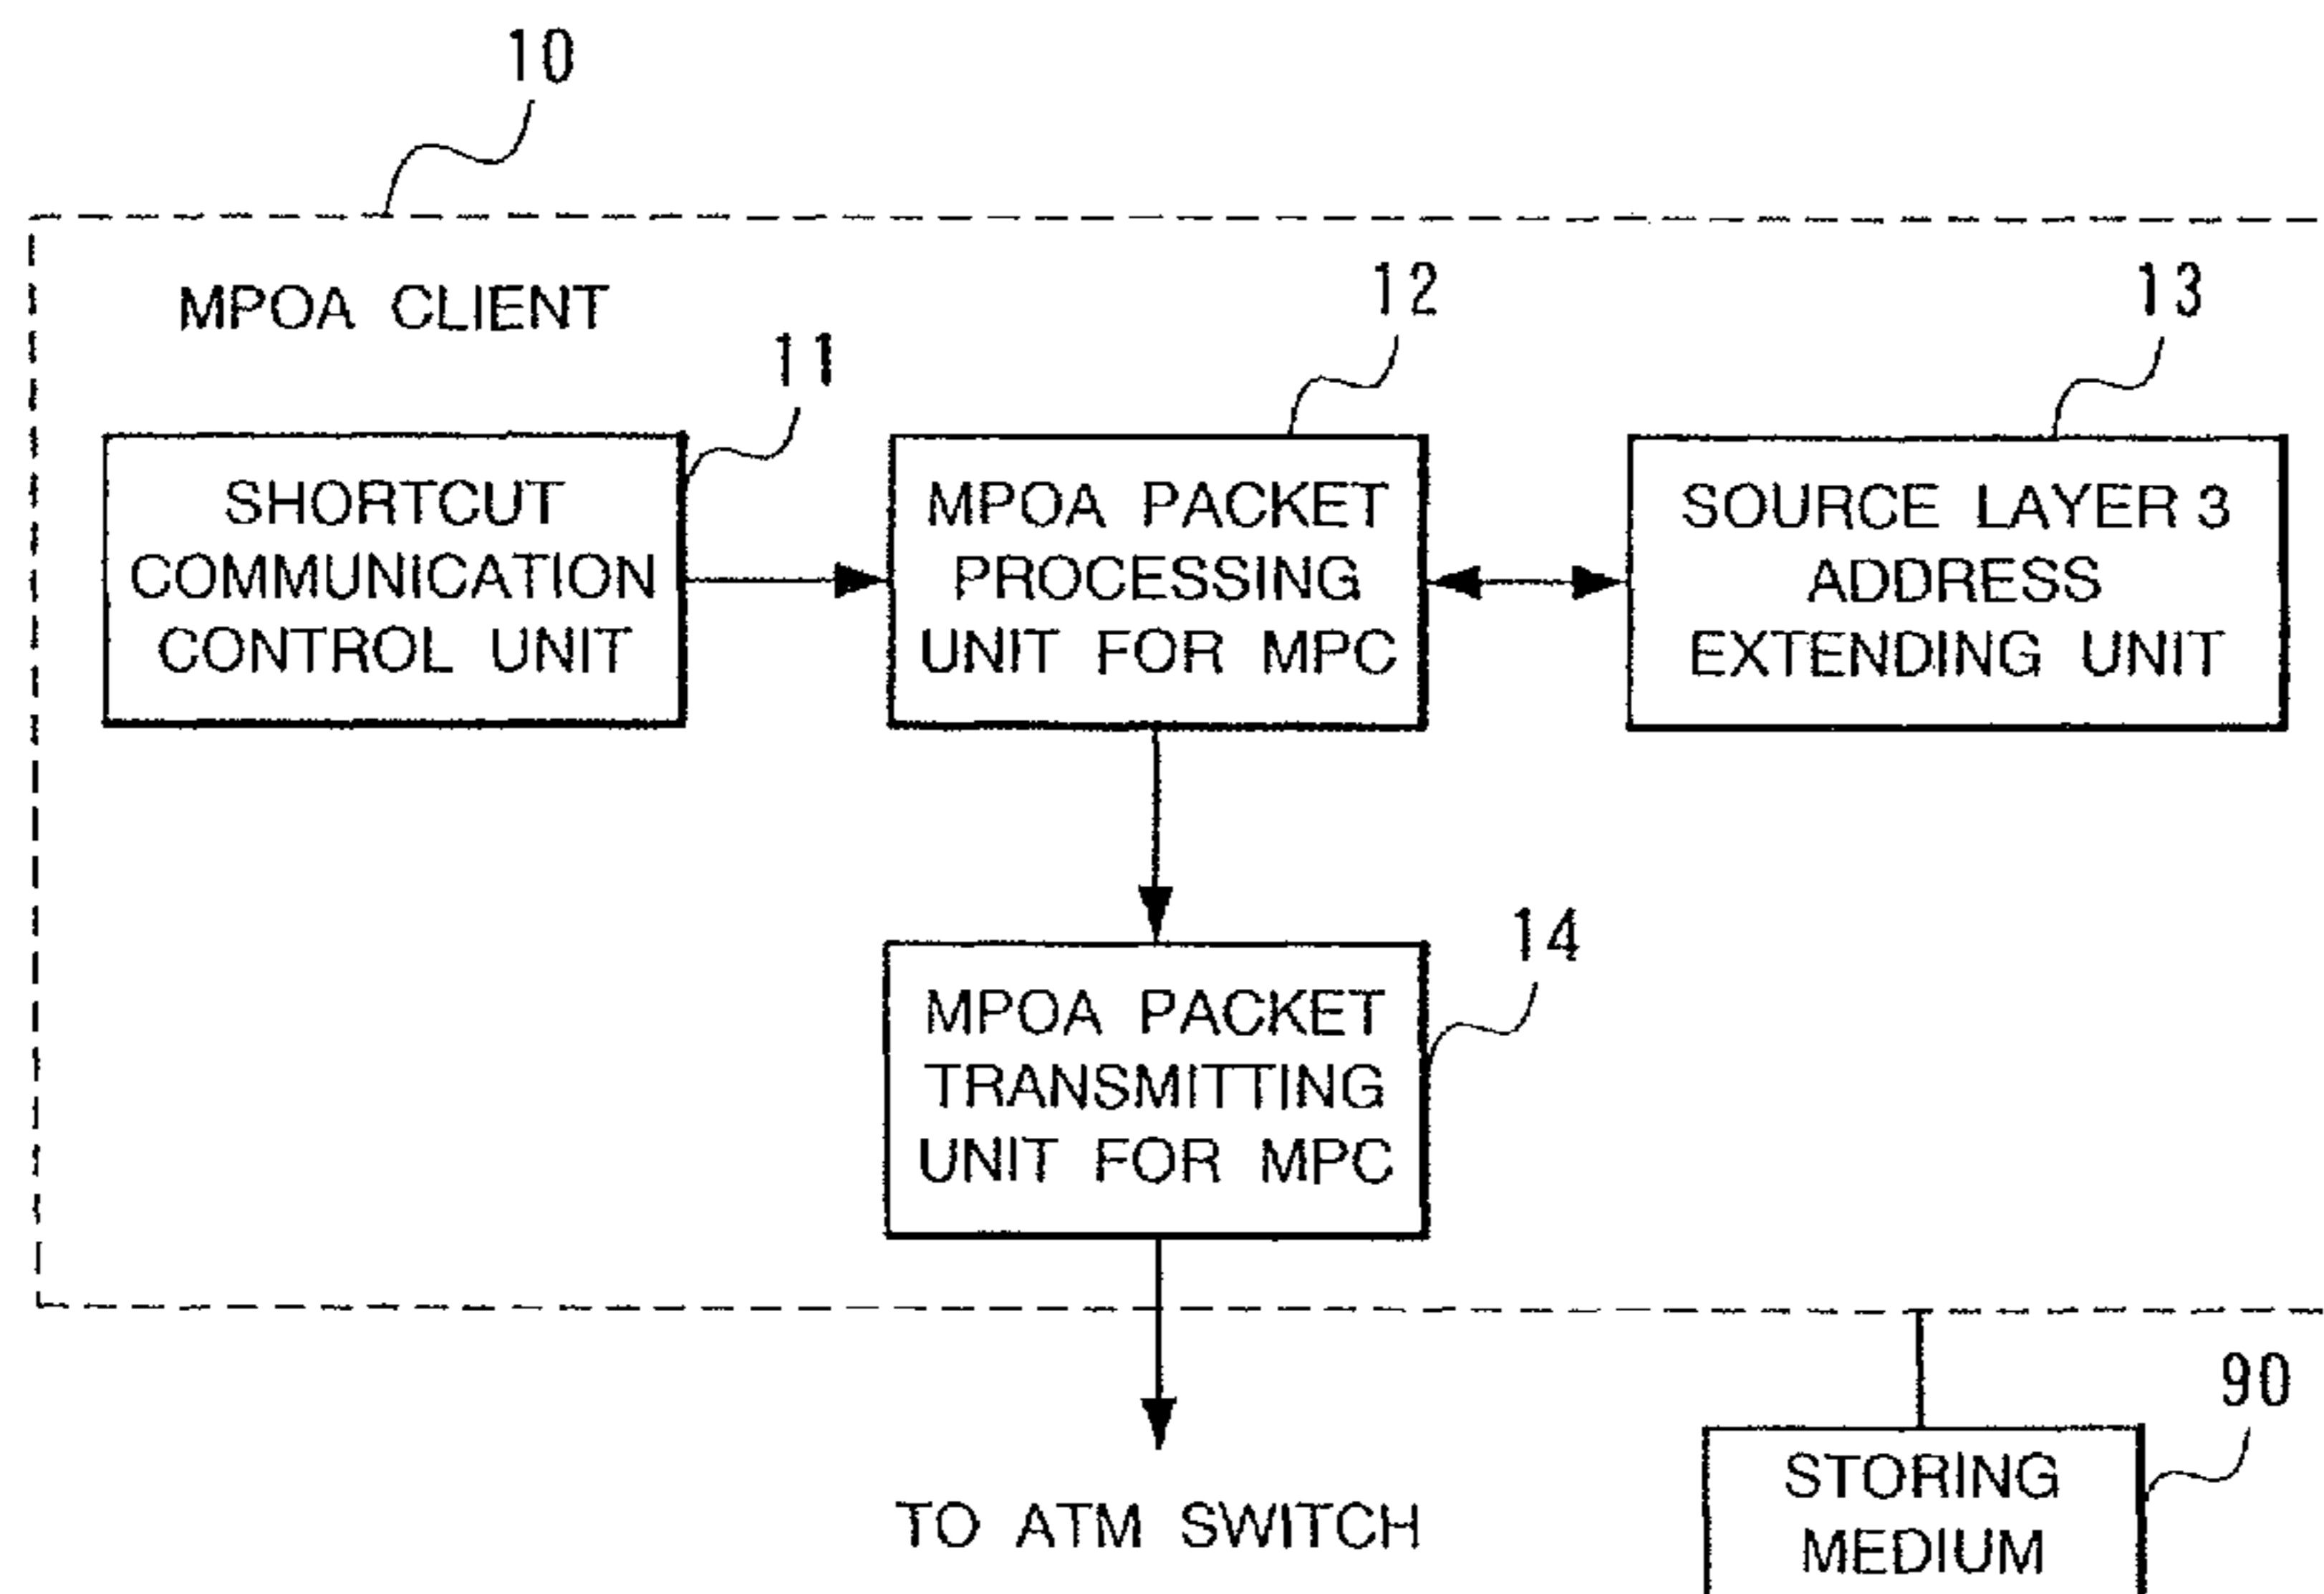 10
MPOA CLIENT
11
12
13
SHORTCUT
COMMUNICATION
CONTROL UNIT
MPOA PACKET
PROCESSING
UNIT FOR MPC
SOURCE LAYER 3
ADDRESS
EXTENDING UNIT
14
MPOA PACKET
TRANSMITTING
UNIT FOR MPC
TO ATM SWITCH
90
STORING
MEDIUM